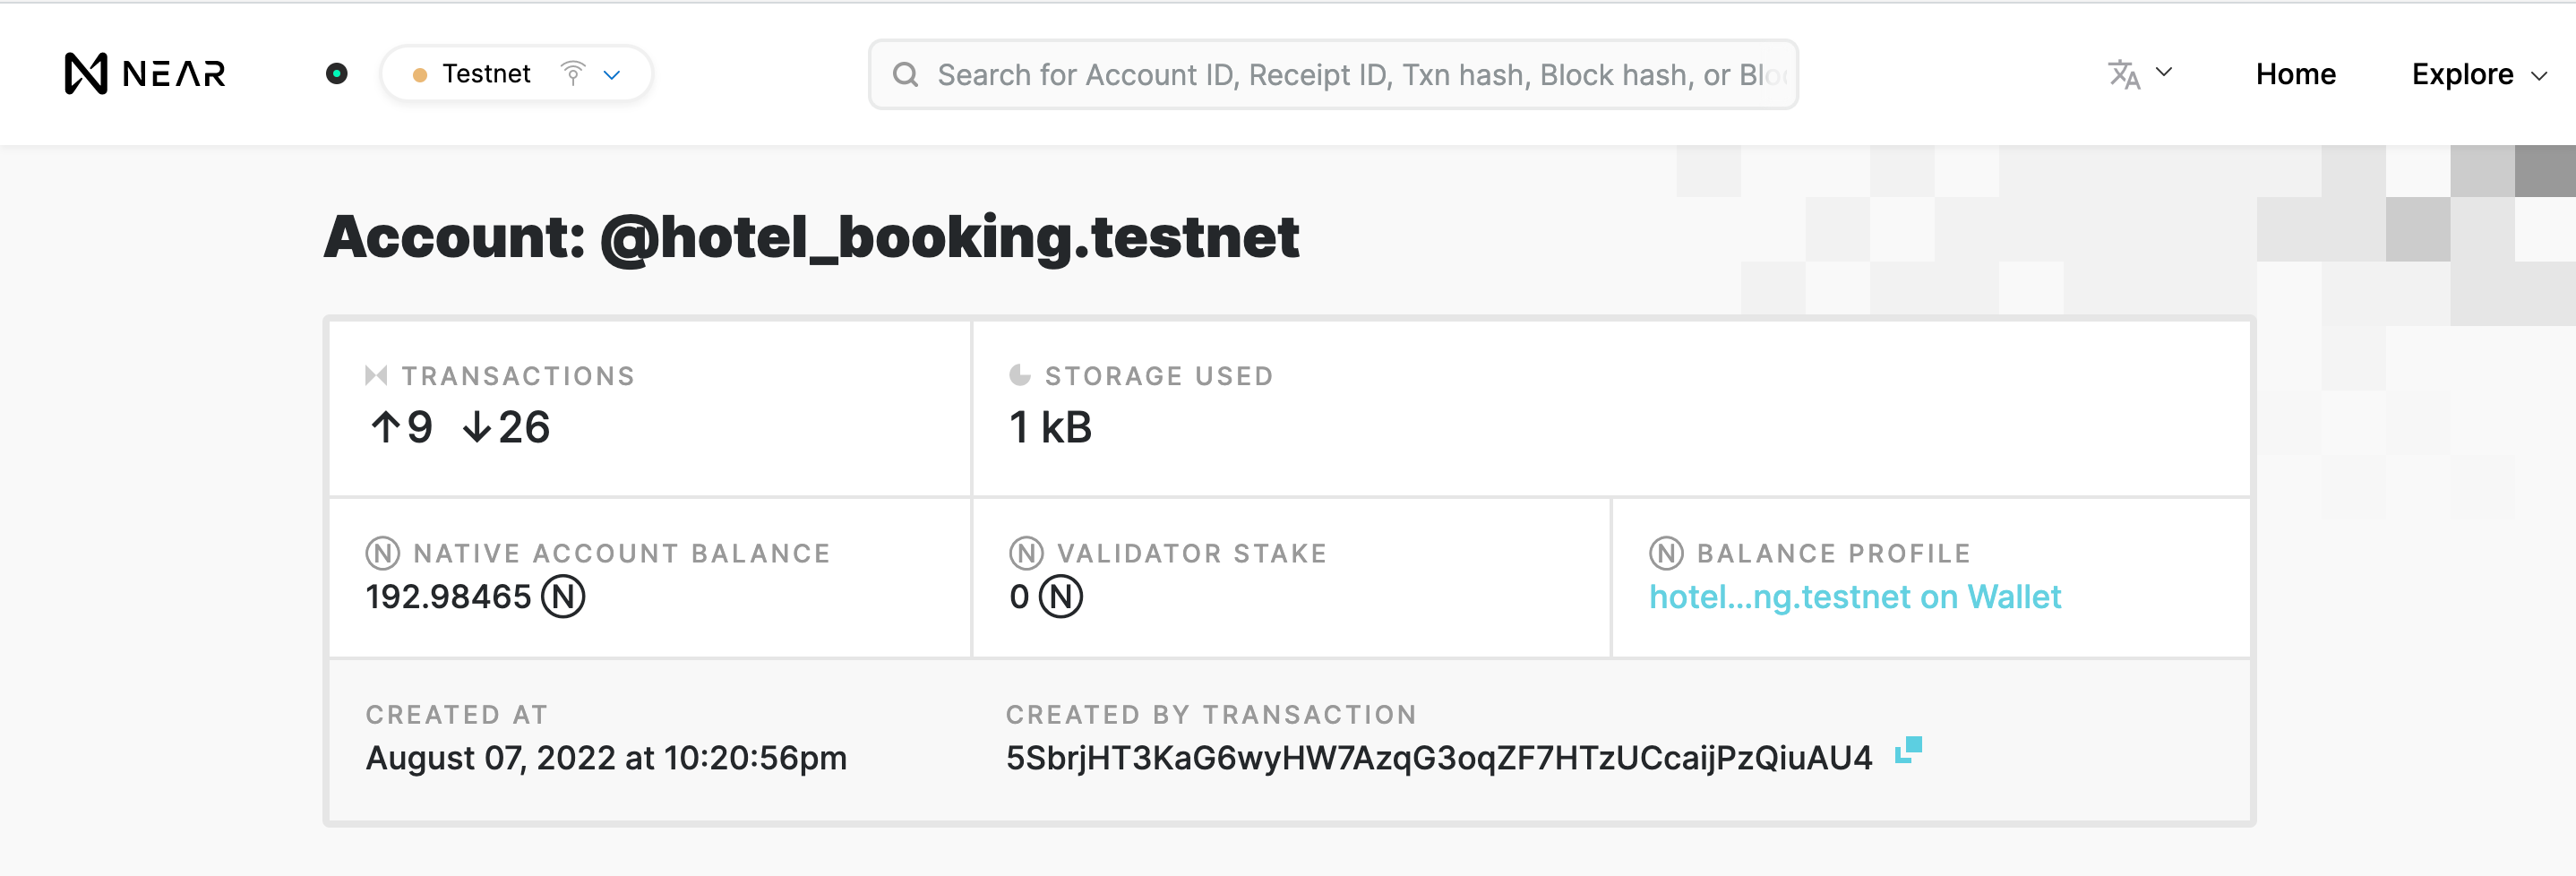 NEAR
Testnet
Search for Account ID, Receipt ID, Txn hash, Block hash, or Bloc
Home
Explore
Account: @hotel_booking.testnet
TRANSACTIONS
↑9 ↓26
STORAGE USED
1 kB
NATIVE ACCOUNT BALANCE
192.98465 N
VALIDATOR STAKE
0 N
BALANCE PROFILE
hotel...ng.testnet on Wallet
CREATED AT
August 07, 2022 at 10:20:56pm
CREATED BY TRANSACTION
5SbrjHT3KaG6wyHW7AzqG3oqZF7HTzUCcaijPzQiuAU4